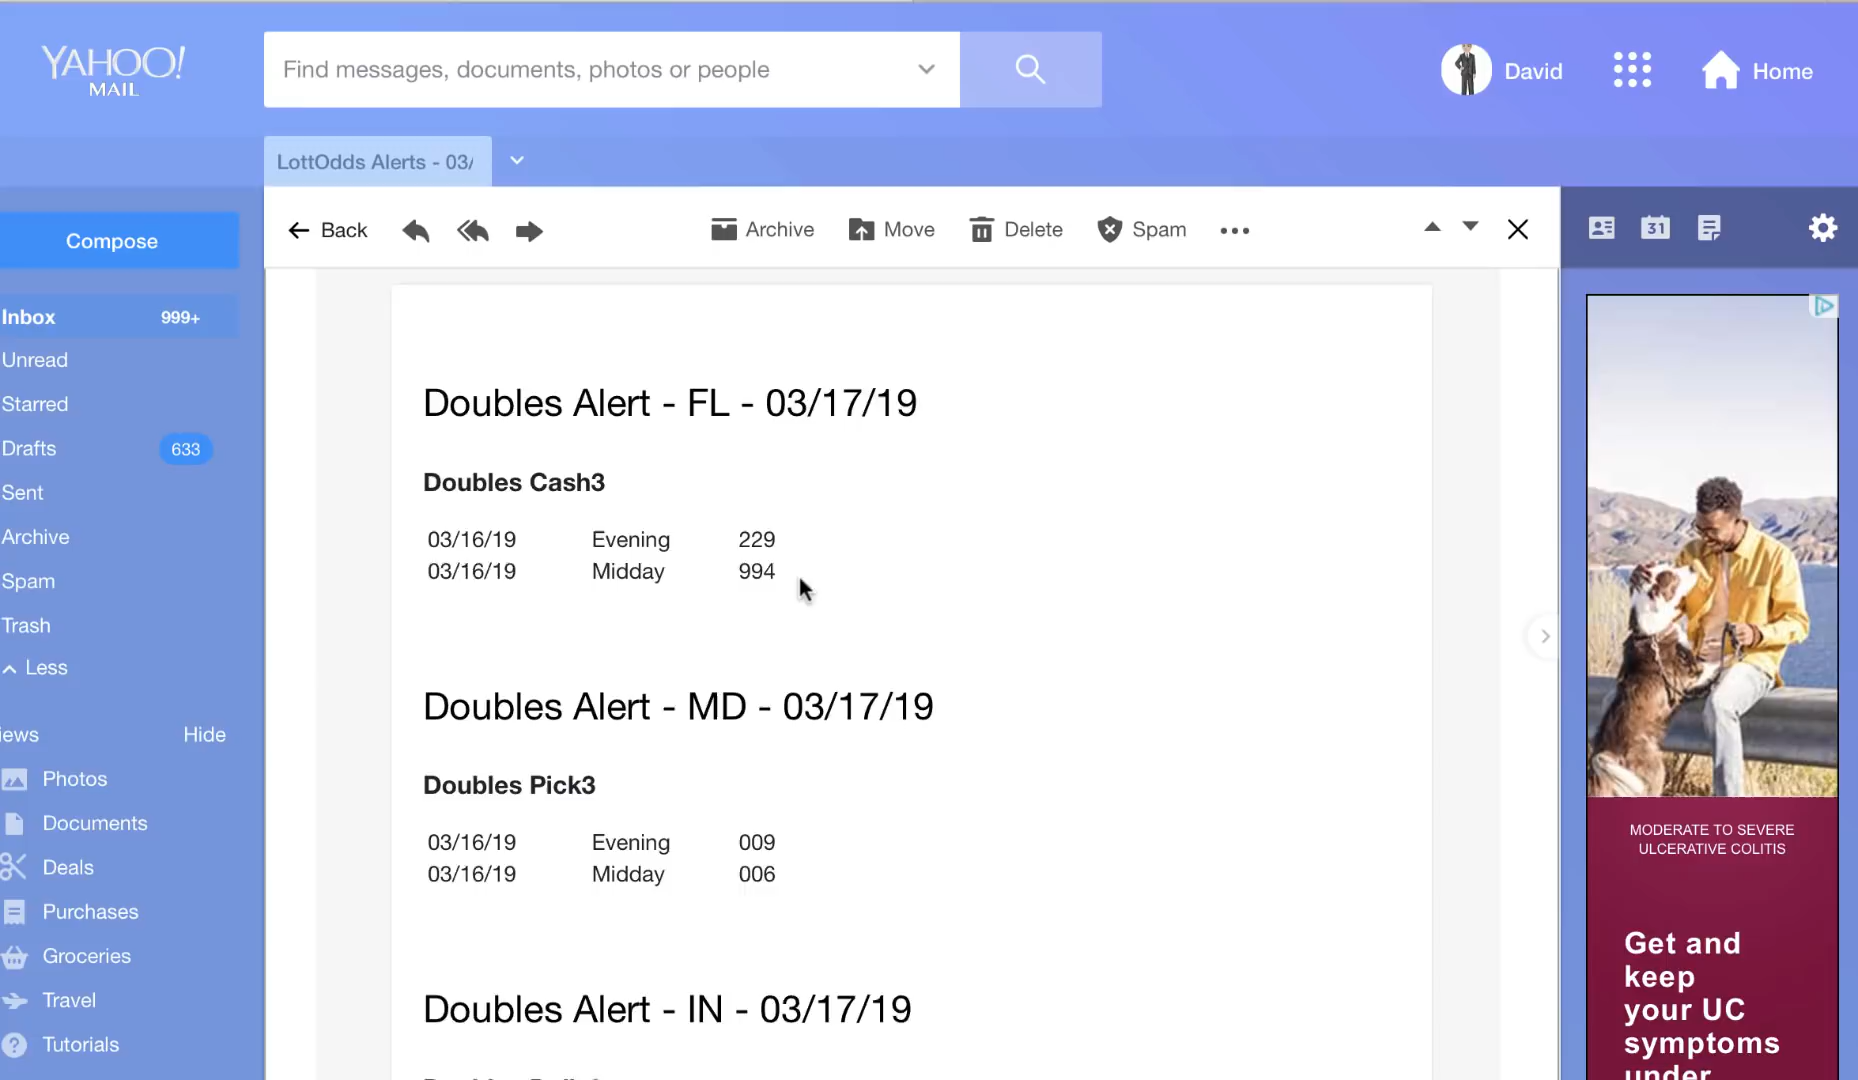 YAHOO!
MAIL
Find messages, documents, photos or people
David
Home
LottOdds Alerts - 03/
Compose
Back
Archive
Move
Delete
Spam
31
Inbox 999+
Unread
Starred
Drafts 633
Sent
Archive
Spam
Trash
Less
iews Hide
Photos
Documents
Deals
Purchases
Groceries
Travel
Tutorials
Doubles Alert - FL - 03/17/19
Doubles Cash3
03/16/19 Evening 229
03/16/19 Midday 994
Doubles Alert - MD - 03/17/19
Doubles Pick3
03/16/19 Evening 009
03/16/19 Midday 006
Doubles Alert - IN - 03/17/19
MODERATE TO SEVERE
ULCERATIVE COLITIS
Get and
keep
your UC
symptoms
under